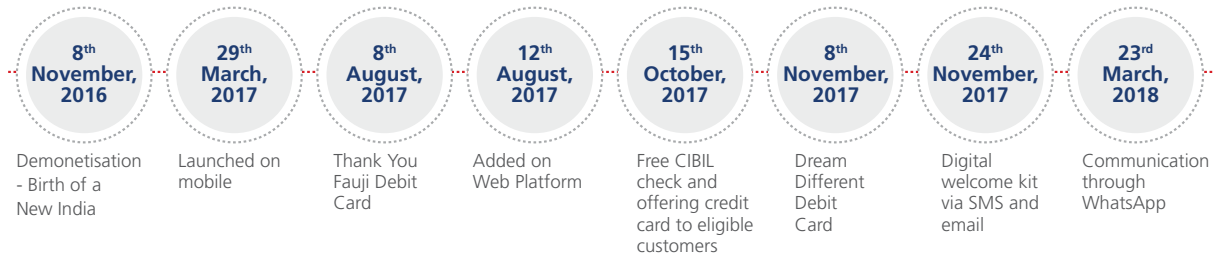 8th
November,
2016
29th
March,
2017
8th
August,
2017
12th
August,
2017
15th
October,
2017
8th
November,
2017
24th
November,
2017
23rd
March,
2018
Demonetisation
- Birth of a
New India
Launched on
mobile
Thank You
Fauji Debit
Card
Added on
Web Platform
Free CIBIL
check and
offering credit
card to eligible
customers
Dream
Different
Debit
Card
Digital
welcome kit
via SMS and
email
Communication
through
WhatsApp